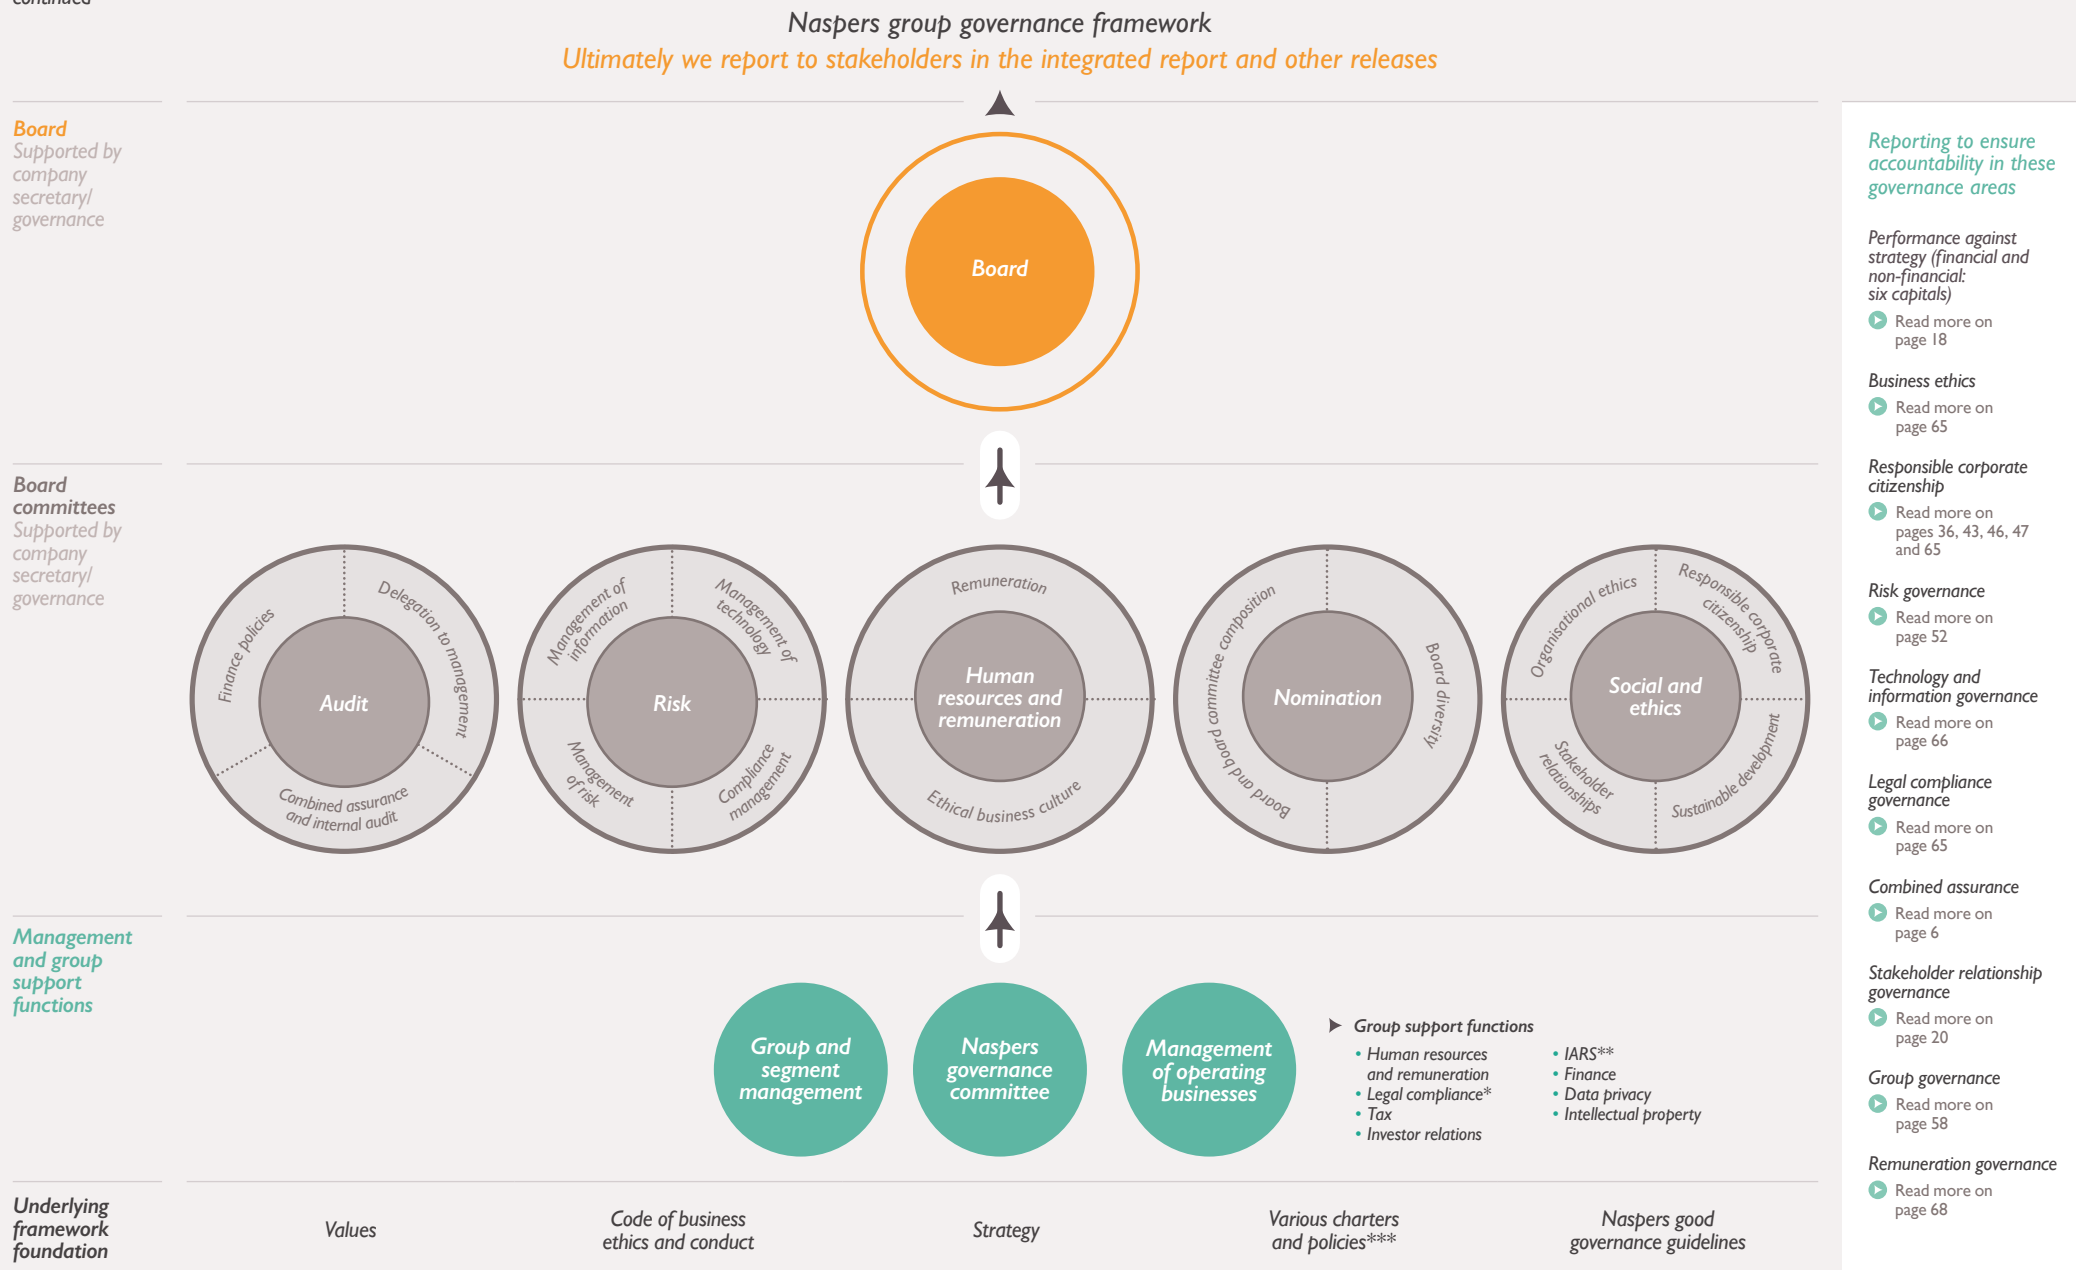 continued
Naspers group governance framework
Ultimately we report to stakeholders in the integrated report and other releases
Board
Supported by
company
secretary/
governance
Board
Board
committees
Supported by
company
secretary/
governance
Finance policies
Delegation to management
Combined assurance
and internal audit
Audit
Management of
information
Management of
technology
Management
of risk
Compliance
management
Risk
Remuneration
Human
resources and
remuneration
Ethical business culture
Board and board committee composition
Board diversity
Nomination
Organisational ethics
Responsible corporate
citizenship
Stakeholder
relationships
Sustainable development
Social and
ethics
Management
and group
support
functions
Group and
segment
management
Naspers
governance
committee
Management
of operating
businesses
Group support functions
• Human resources
and remuneration
• Legal compliance*
• Tax
• Investor relations
• IARS**
• Finance
• Data privacy
• Intellectual property
Underlying
framework
foundation
Values
Code of business
ethics and conduct
Strategy
Various charters
and policies***
Naspers good
governance guidelines
Reporting to ensure
accountability in these
governance areas
Performance against
strategy (financial and
non-financial:
six capitals)
Read more on
page 18
Business ethics
Read more on
page 65
Responsible corporate
citizenship
Read more on
pages 36, 43, 46, 47
and 65
Risk governance
Read more on
page 52
Technology and
information governance
Read more on
page 66
Legal compliance
governance
Read more on
page 65
Combined assurance
Read more on
page 6
Stakeholder relationship
governance
Read more on
page 20
Group governance
Read more on
page 58
Remuneration governance
Read more on
page 68